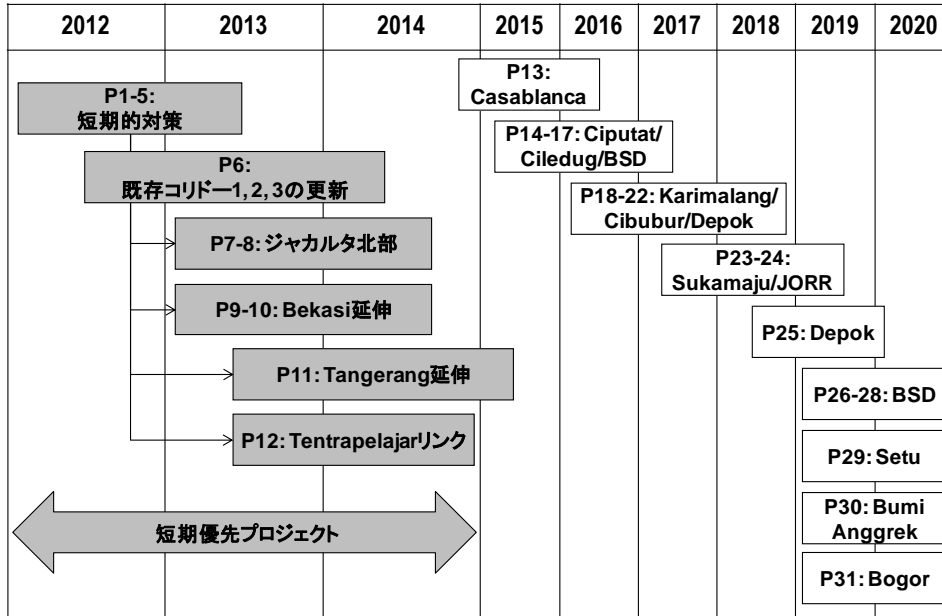 2012 2013 2014 2015 2016 2017 2018 2019 2020
P1-5:
短期的対策
P6:
既存コリドー1, 2, 3の更新
P7-8: ジャカルタ北部
P9-10: Bekasi延伸
P11: Tangerang延伸
P12: Tentrapelajarリンク
短期優先プロジェクト
P13:
Casablanca
P14-17: Ciputat/
Ciledug/BSD
P18-22: Karimalang/
Cibubur/Depok
P23-24:
Sukamaju/JORR
P25: Depok
P26-28: BSD
P29: Setu
P30: Bumi
Anggrek
P31: Bogor